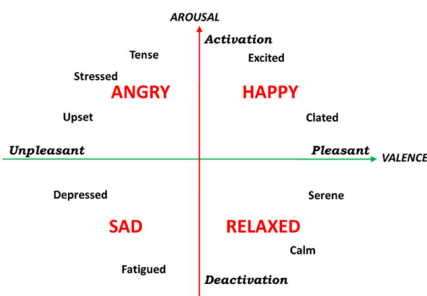 AROUSAL
Activation
Tense
Excited
Stressed
ANGRY
HAPPY
Upset
Clated
Unpleasant
Pleasant
VALENCE
Depressed
Serene
SAD
RELAXED
Calm
Fatigued
Deactivation